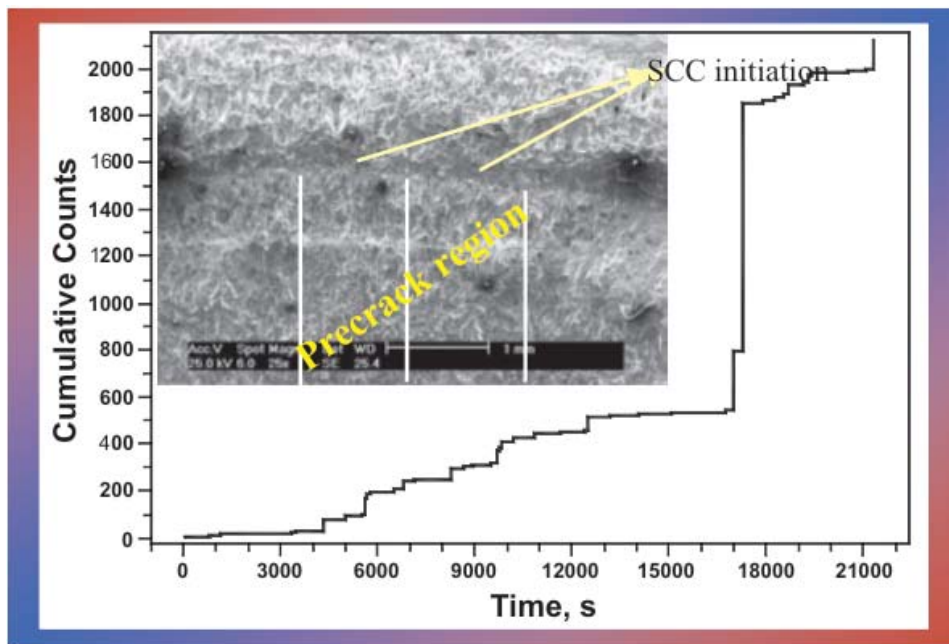 SCC initiation
Precrack region
Acc.V Spot Magn WD 1 mm
25.0 kV 6.0 25x SE 25.4
Cumulative Counts
2000
1800
1600
1400
1200
1000
800
600
400
200
0
0 3000 6000 9000 12000 15000 18000 21000
Time, s